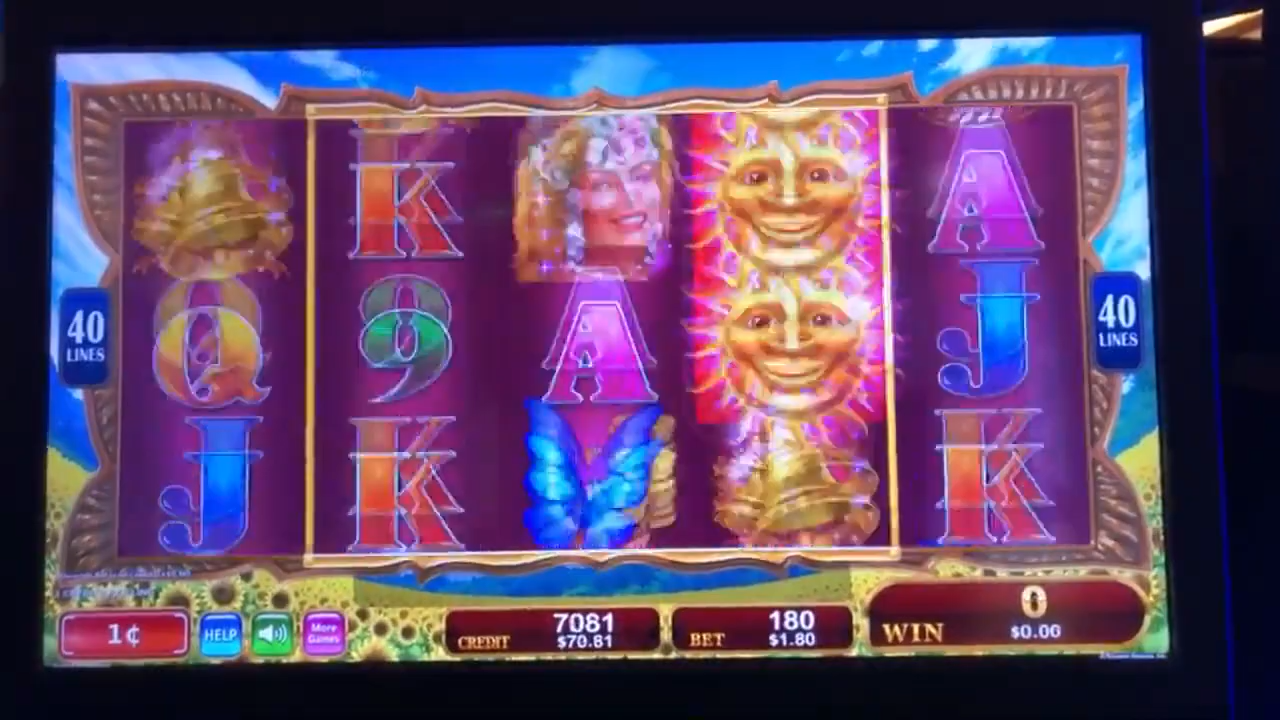 K
A
K
9
A
Q
J
40
LINES
40
LINES
J
K
K
1¢
HELP
More
Games
CREDIT
7081
$70.81
BET
180
$1.80
WIN
0
$0.00